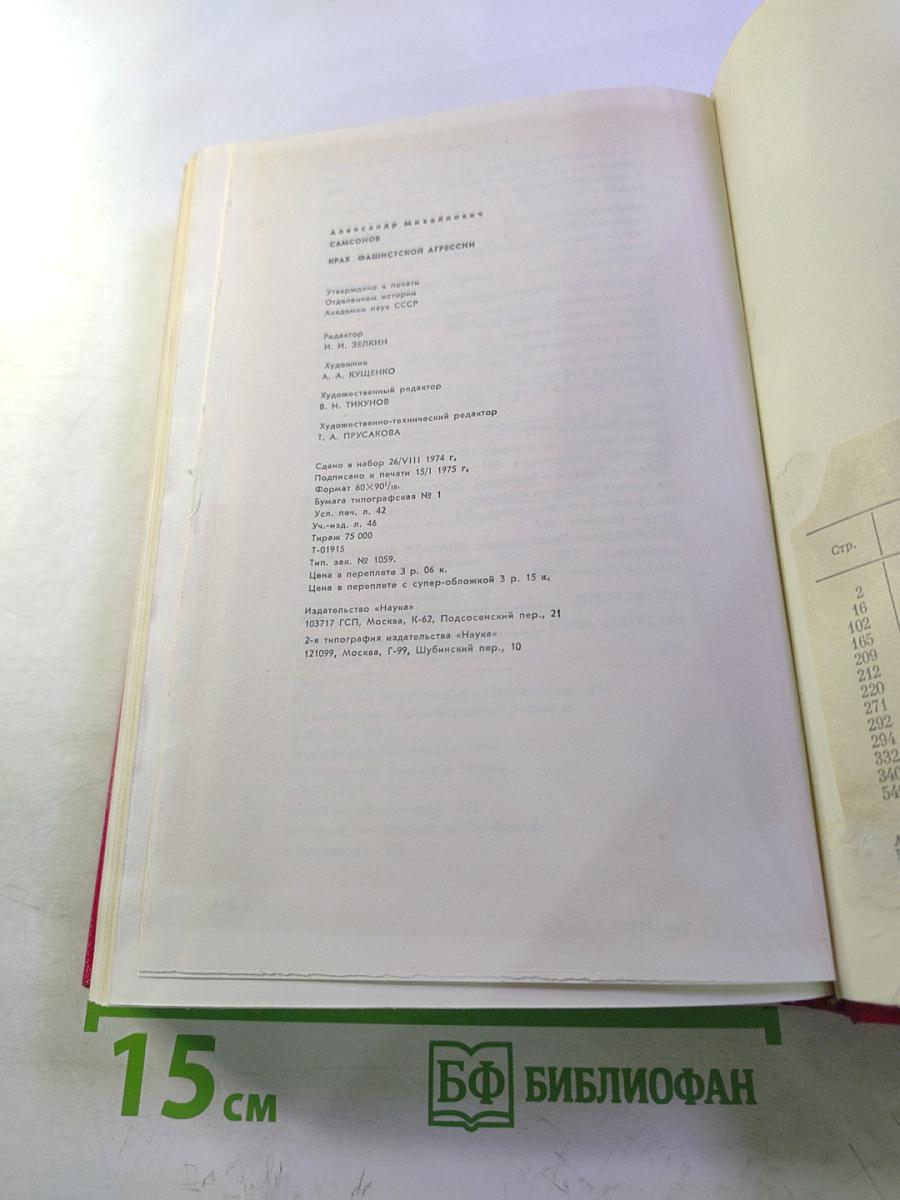 Александр Михайлович
САМСОНОВ
КРАХ ФАШИСТСКОЙ АГРЕССИИ
Утверждено к печати
Отделением истории
Академии наук СССР
Редактор
И. И. ЗЕЛКИН
Художник
А. А. КУЩЕНКО
Художественный редактор
В. Н. ТИКУНОВ
Художественно-технический редактор
Т. А. ПРУСАКОВА
Сдано в набор 26/VIII 1974 г.
Подписано к печати 15/I 1975 г.
Формат 60×90¹/₁₆.
Бумага типографская № 1
Усл. печ. л. 42
Уч.-изд. л. 46
Тираж 75 000
Т-01915
Тип. зак. № 1059.
Цена в переплете 3 р. 06 к.
Цена в переплете с супер-обложкой 3 р. 15 к.
Издательство «Наука»
103717 ГСП, Москва, К-62, Подсосенский пер., 21
2-я типография издательства «Наука»
121099, Москва, Г-99, Шубинский пер., 10
Стр.
2
16
102
165
209
212
220
271
292
294
332
340
15 см
БФ БИБЛИОФАН